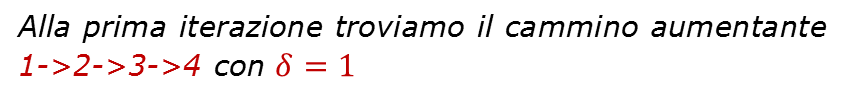 Alla prima iterazione troviamo il cammino aumentante
1->2->3->4 con δ = 1